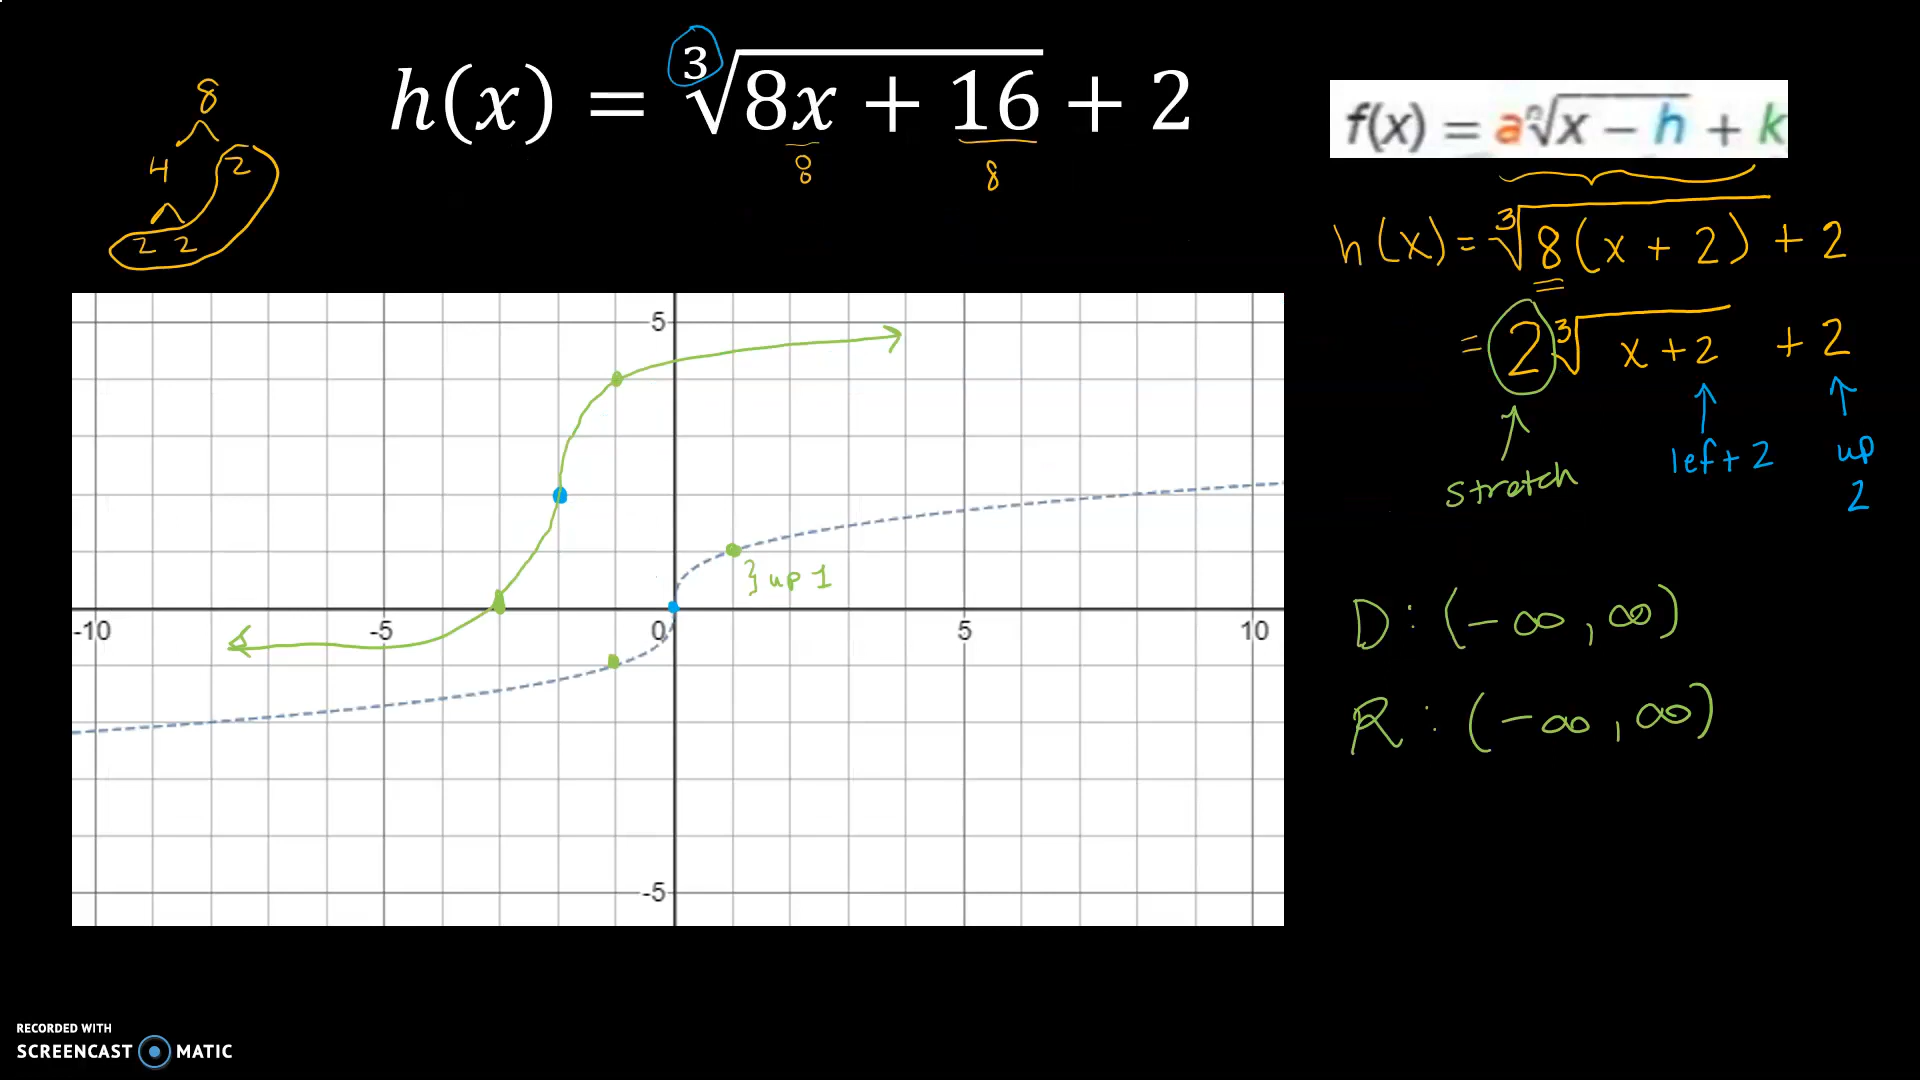 h(x) = ∛(8x + 16) + 2
8 8
8
4 2
2 2
f(x) = aⁿ√(x − h) + k
h(x) = ∛(8(x + 2)) + 2
= 2∛(x + 2) + 2
stretch
left 2
up
2
5
} up 1
-10 -5 0 5 10
-5
D: (-∞, ∞)
R: (-∞, ∞)
RECORDED WITH
SCREENCAST MATIC